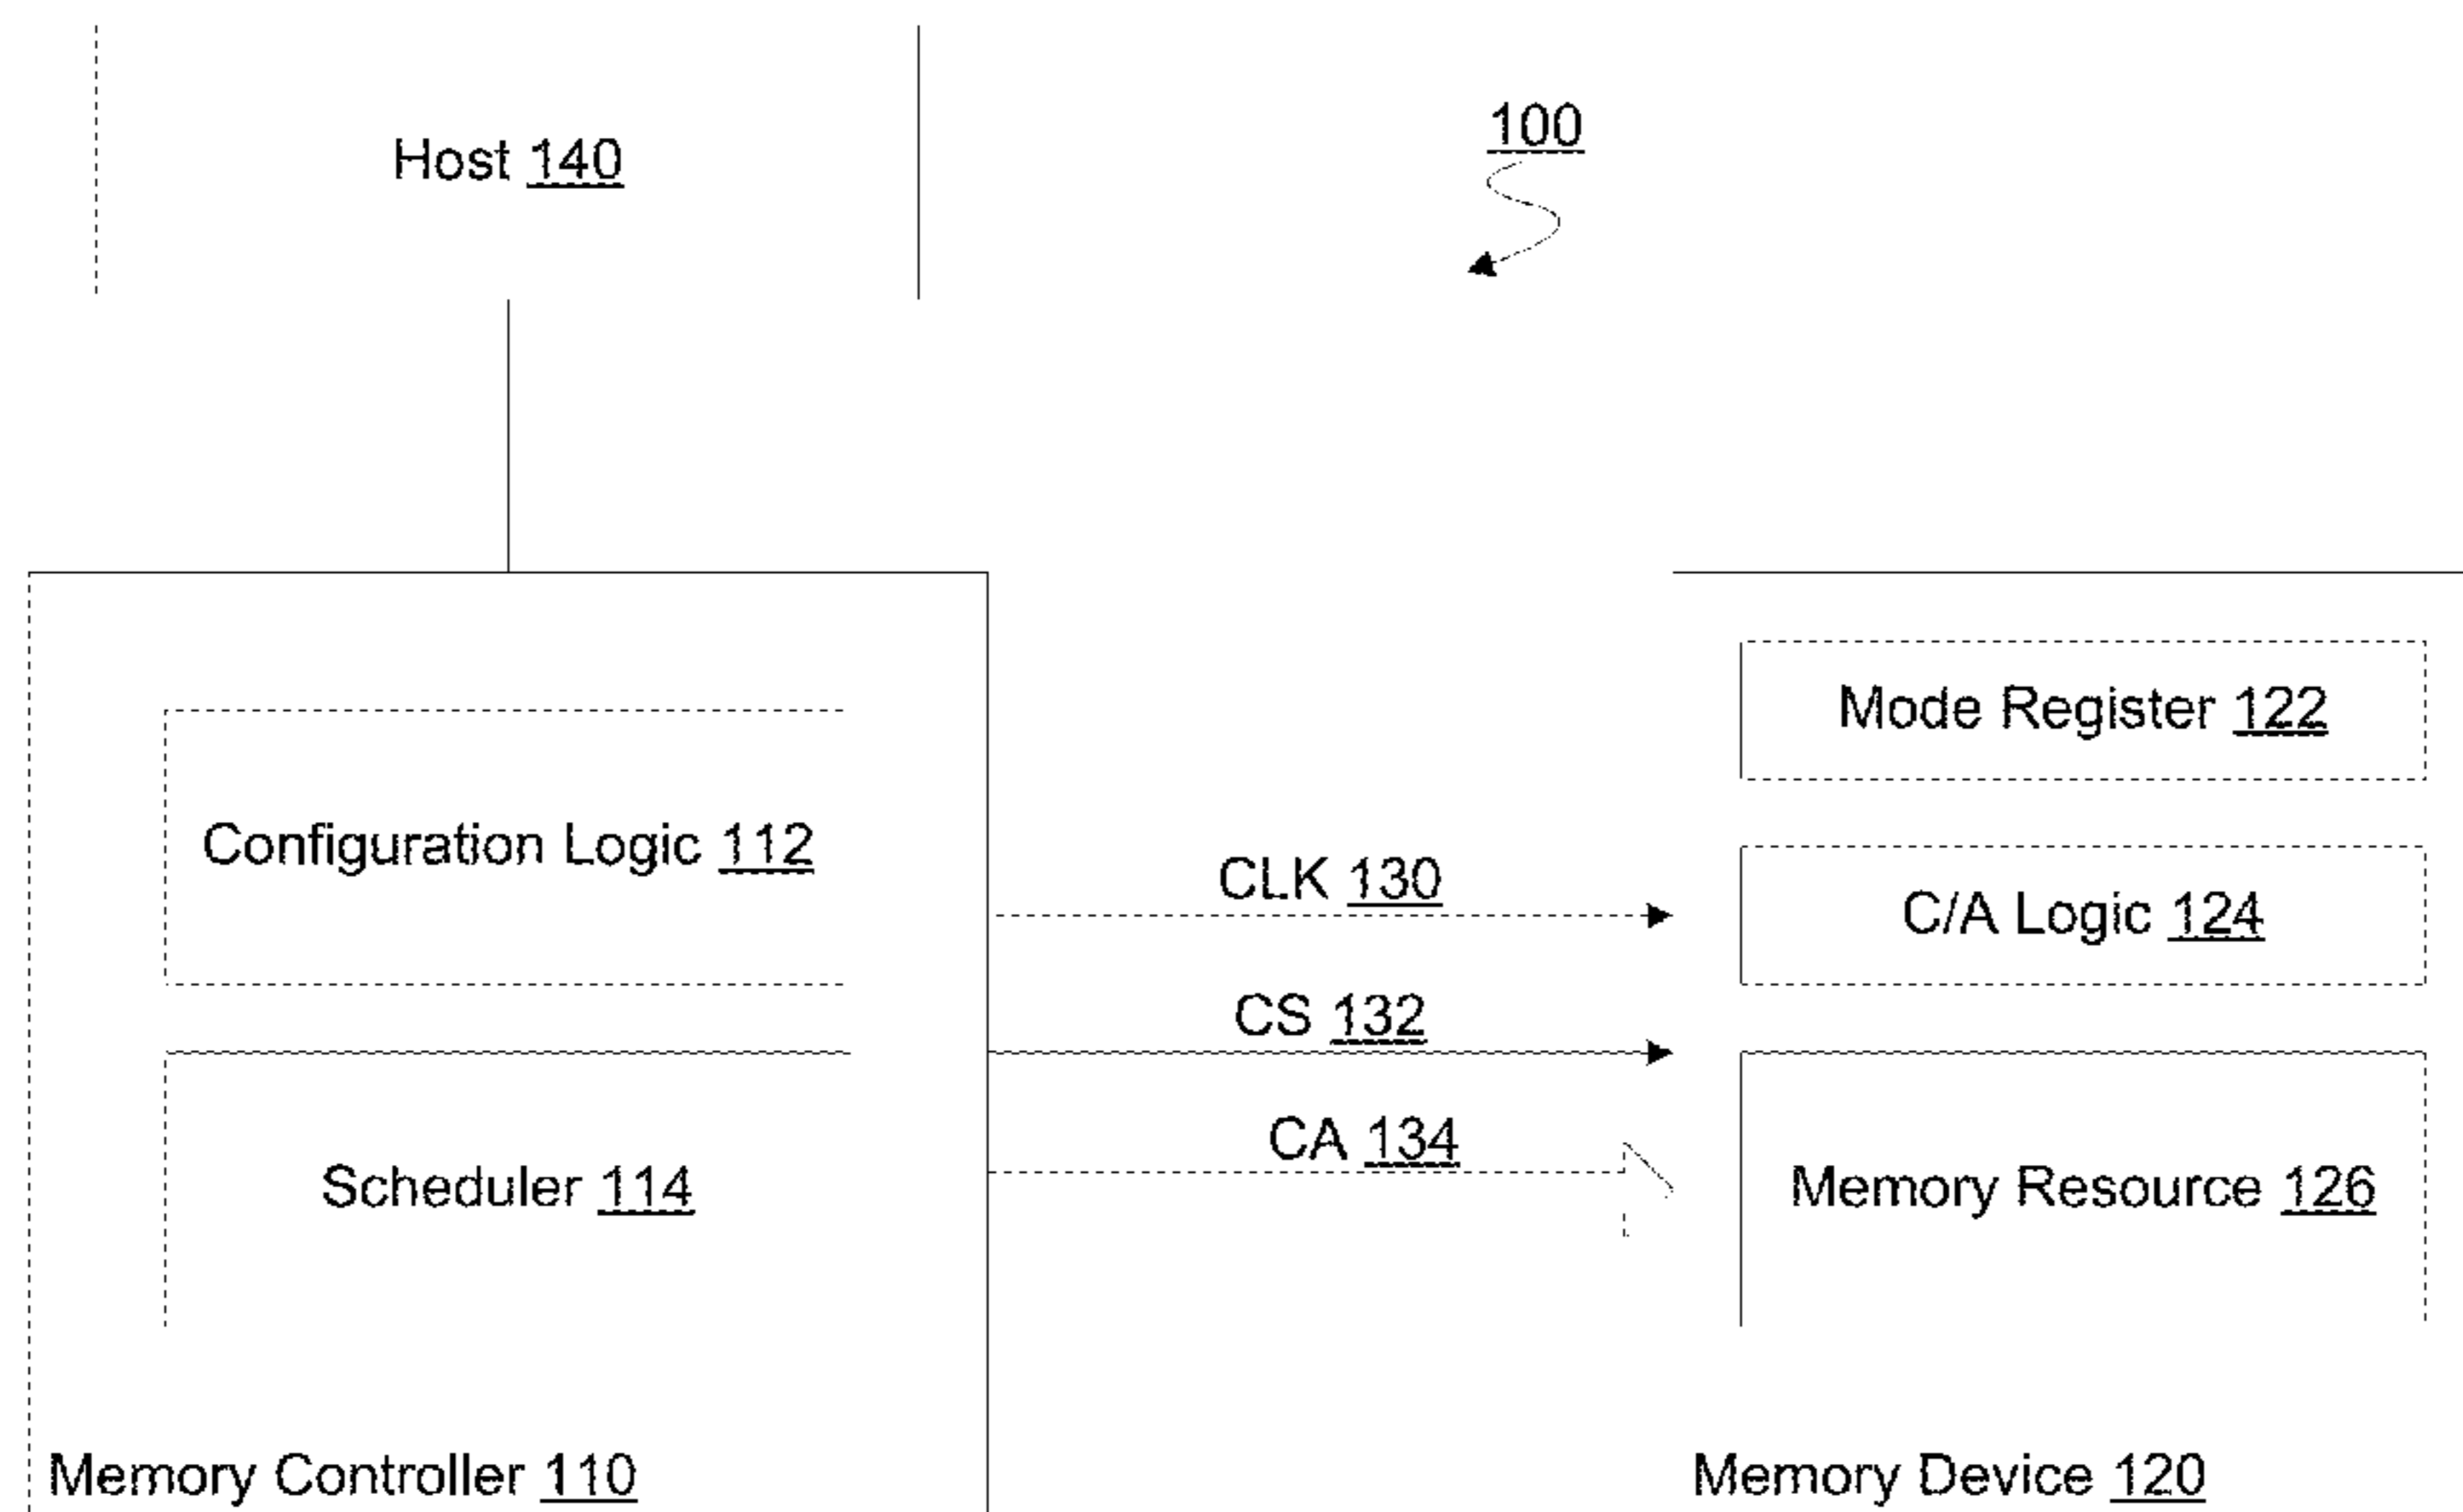 Host 140
100
Mode Register 122
Configuration Logic 112
CLK 130
C/A Logic 124
CS 132
CA 134
Scheduler 114
Memory Resource 126
Memory Controller 110
Memory Device 120